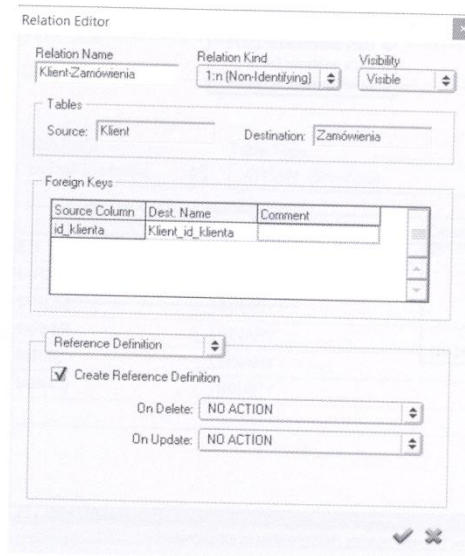 Relation Editor
Relation Name Relation Kind Visibility
Klient-Zamówienia 1:n (Non-Identifying) Visible
Tables
Source: Klient Destination: Zamówienia
Foreign Keys
Source Column Dest. Name Comment
id_klienta Klient_id_klienta
Reference Definition
Create Reference Definition
On Delete: NO ACTION
On Update: NO ACTION